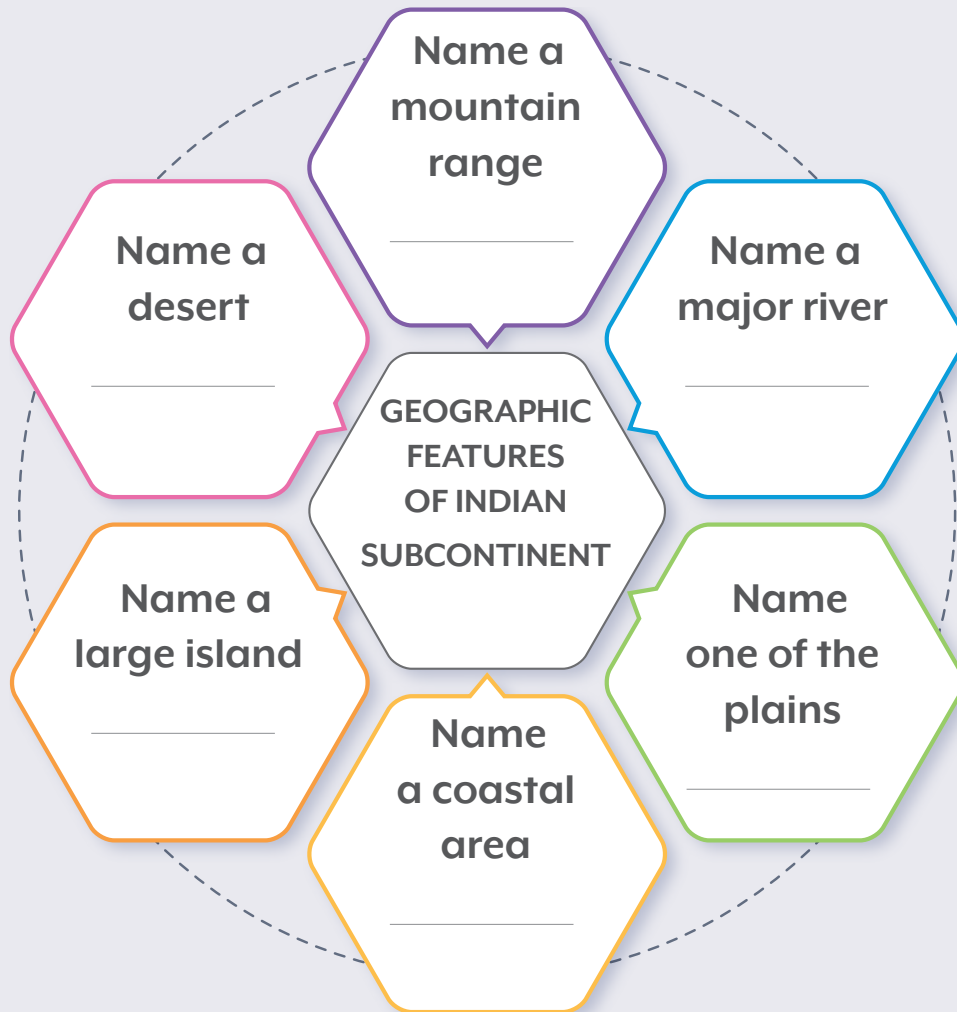 Name a
mountain
range
Name a
major river
Name
one of the
plains
Name
a coastal
area
Name a
large island
Name a
desert
GEOGRAPHIC
FEATURES
OF INDIAN
SUBCONTINENT